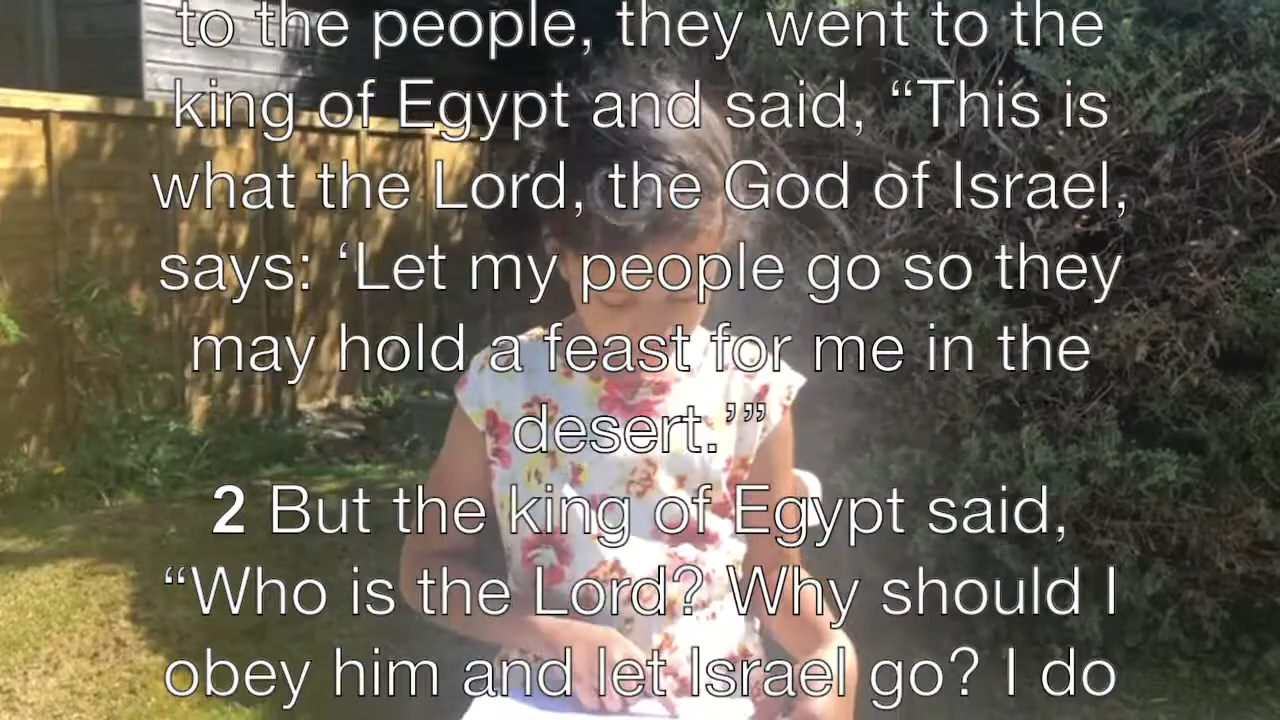 to the people, they went to the
king of Egypt and said, “This is
what the Lord, the God of Israel,
says: ‘Let my people go so they
may hold a feast for me in the
desert.’”
2 But the king of Egypt said,
“Who is the Lord? Why should I
obey him and let Israel go? I do